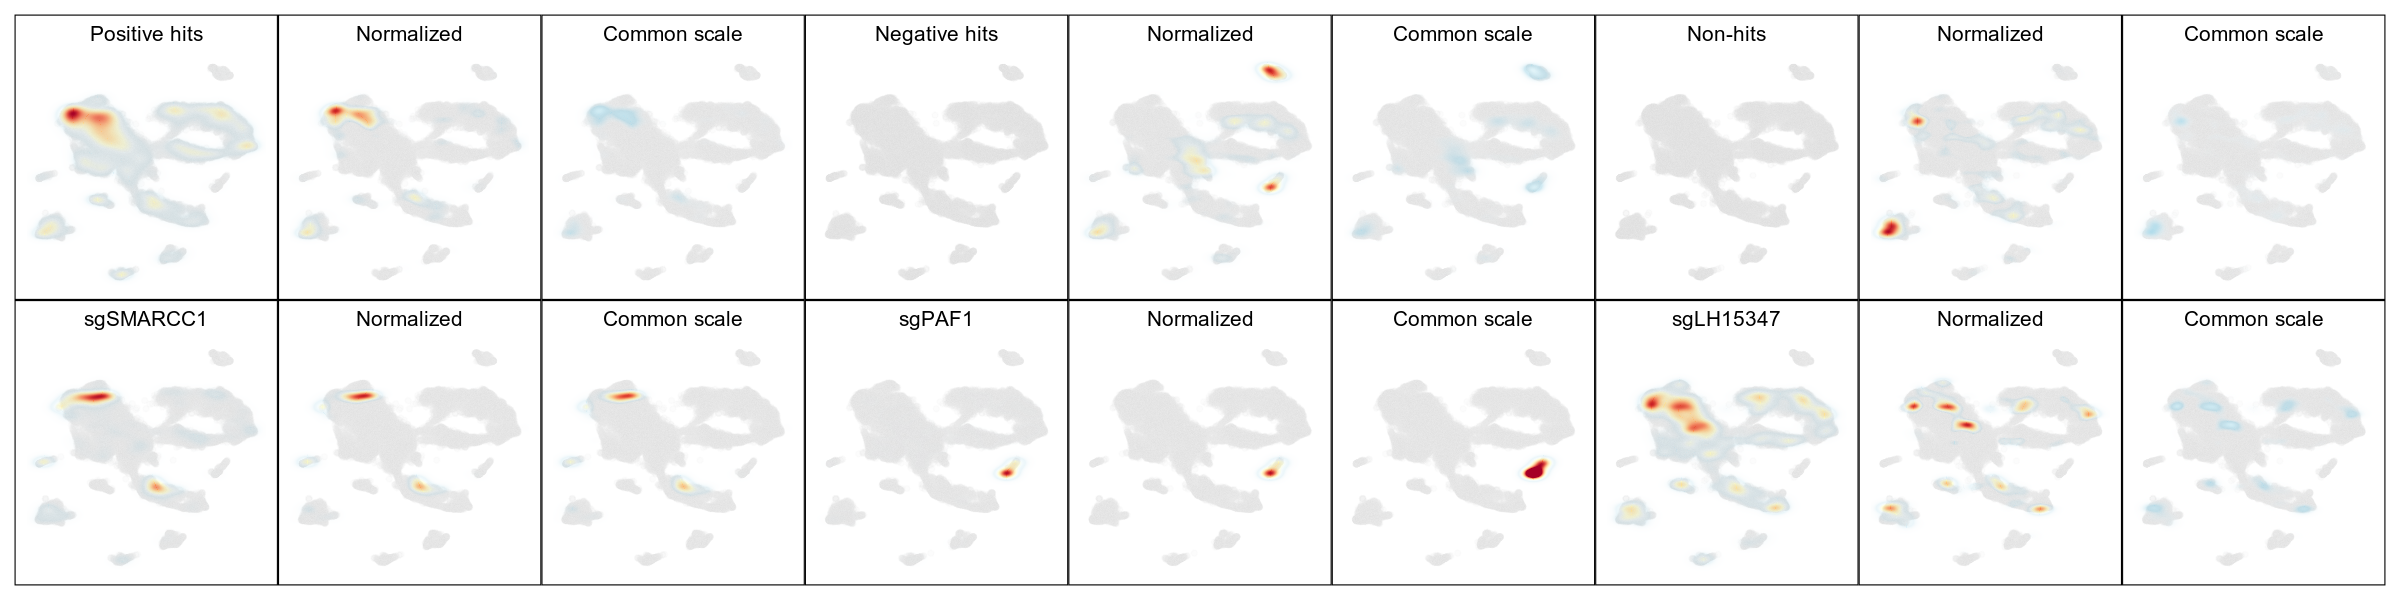 Positive hits
Normalized
Common scale
Negative hits
Normalized
Common scale
Non-hits
Normalized
Common scale
sgSMARCC1
Normalized
Common scale
sgPAF1
Normalized
Common scale
sgLH15347
Normalized
Common scale